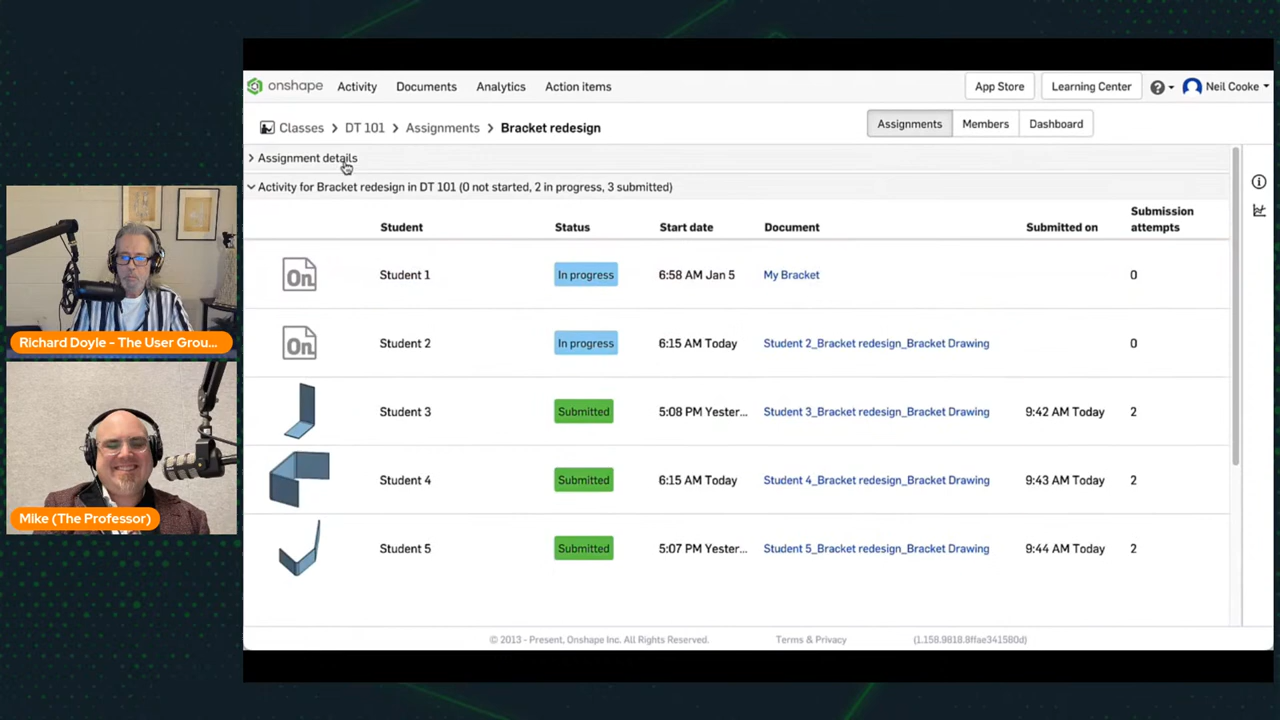 onshape Activity Documents Analytics Action items App Store Learning Center ? Neil Cooke
Classes > DT 101 > Assignments > Bracket redesign Assignments Members Dashboard
Assignment details
Activity for Bracket redesign in DT 101 (0 not started, 2 in progress, 3 submitted)
Student Status Start date Document Submitted on Submission attempts
On Student 1 In progress 6:58 AM Jan 5 My Bracket 0
On Student 2 In progress 6:15 AM Today Student 2_Bracket redesign_Bracket Drawing 0
Student 3 Submitted 5:08 PM Yester... Student 3_Bracket redesign_Bracket Drawing 9:42 AM Today 2
Student 4 Submitted 6:15 AM Today Student 4_Bracket redesign_Bracket Drawing 9:43 AM Today 2
Student 5 Submitted 5:07 PM Yester... Student 5_Bracket redesign_Bracket Drawing 9:44 AM Today 2
© 2013 - Present, Onshape Inc. All Rights Reserved. Terms & Privacy (1.158.9818.8ffae341580d)
Richard Doyle - The User Grou...
Mike (The Professor)